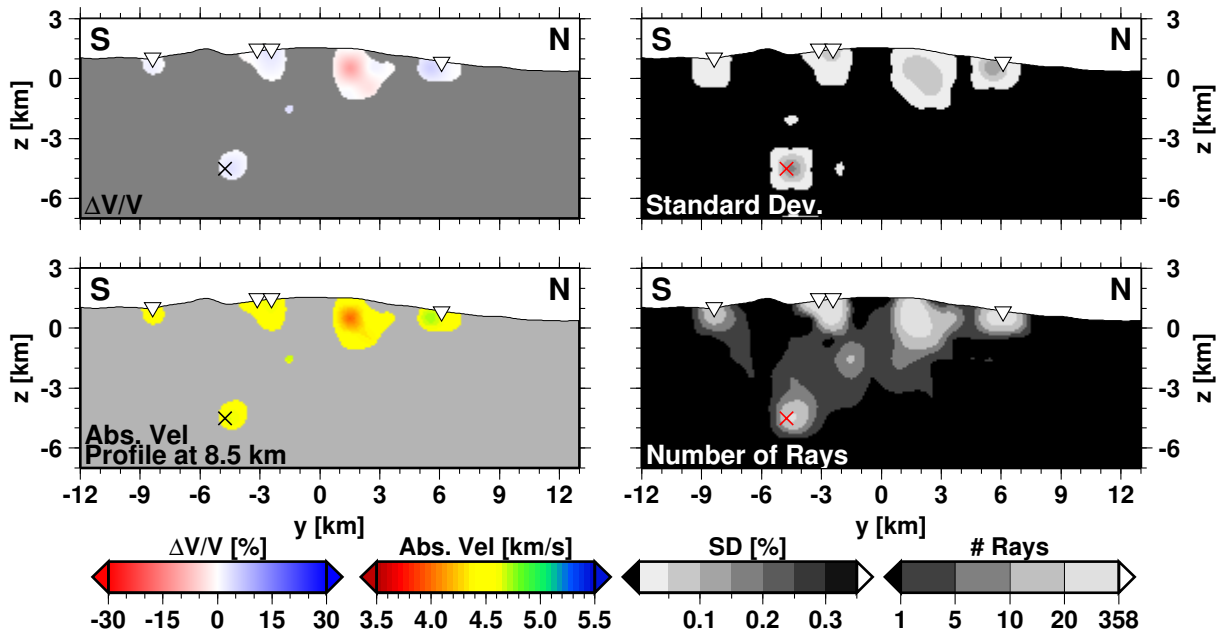 S N S N
3 3
0 0
-3 -3
-6 -6
z [km] z [km]
ΔV/V Standard Dev.
S N S N
3 3
0 0
-3 -3
-6 -6
z [km] z [km]
Abs. Vel
Profile at 8.5 km Number of Rays
-12 -9 -6 -3 0 3 6 9 12 -12 -9 -6 -3 0 3 6 9 12
y [km] y [km]
ΔV/V [%] Abs. Vel [km/s] SD [%] # Rays
-30 -15 0 15 30 3.5 4.0 4.5 5.0 5.5 0.1 0.2 0.3 1 5 10 20 358